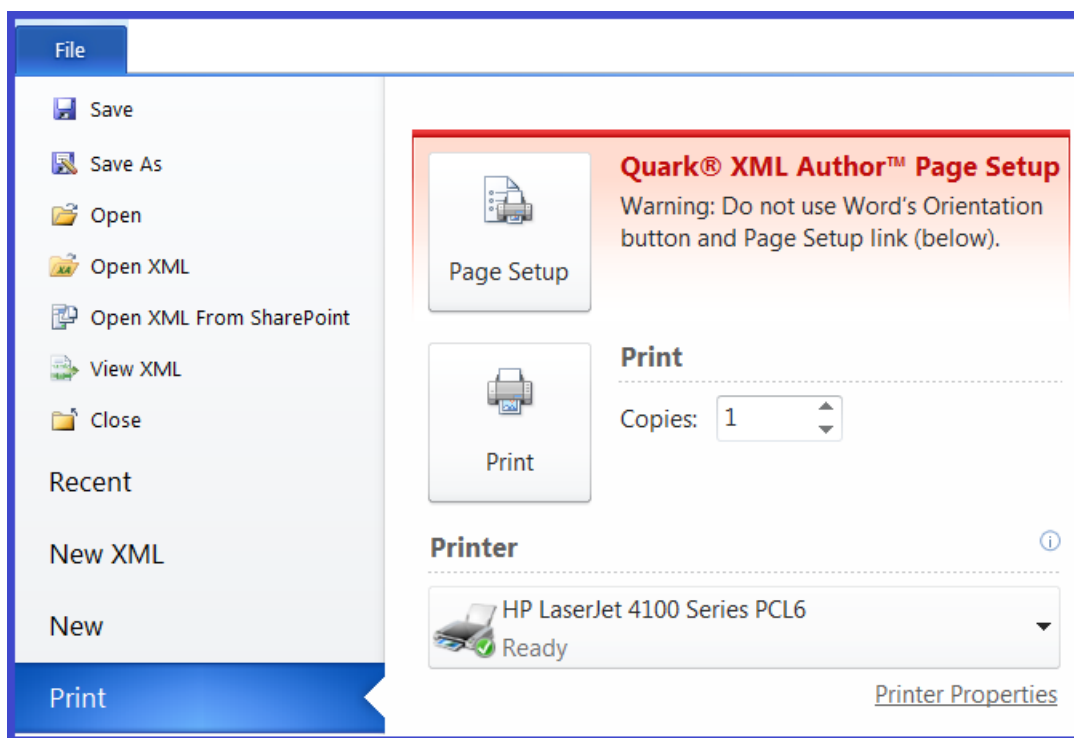 File
Save
Save As
Open
Open XML
Open XML From SharePoint
View XML
Close
Recent
New XML
New
Print
Quark® XML Author™ Page Setup
Warning: Do not use Word's Orientation
button and Page Setup link (below).
Page Setup
Print
Copies: 1
Print
Printer
HP LaserJet 4100 Series PCL6
Ready
Printer Properties